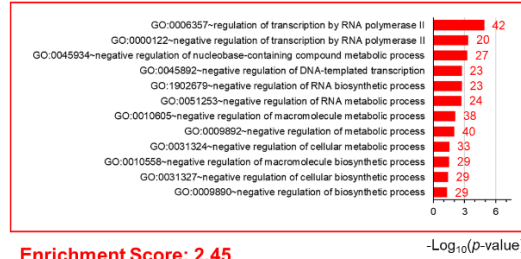 GO:0006357~regulation of transcription by RNA polymerase II 42
GO:0000122~negative regulation of transcription by RNA polymerase II 20
GO:0045934~negative regulation of nucleobase-containing compound metabolic process 27
GO:0045892~negative regulation of DNA-templated transcription 23
GO:1902679~negative regulation of RNA biosynthetic process 23
GO:0051253~negative regulation of RNA metabolic process 24
GO:0010605~negative regulation of macromolecule metabolic process 38
GO:0009892~negative regulation of metabolic process 40
GO:0031324~negative regulation of cellular metabolic process 33
GO:0010558~negative regulation of macromolecule biosynthetic process 29
GO:0031327~negative regulation of cellular biosynthetic process 29
GO:0009890~negative regulation of biosynthetic process 29
0 3 6
-Log10(p-value)
Enrichment Score: 2.45